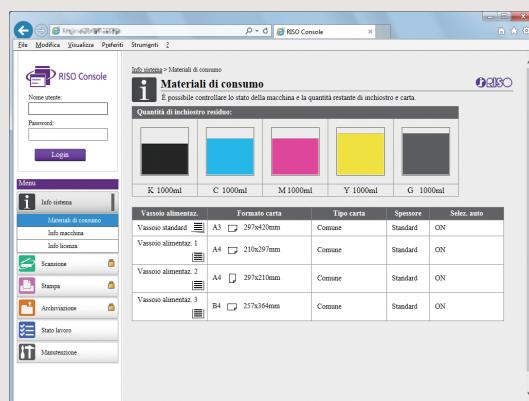 RISO Console
File Modifica Visualizza Preferiti Strumenti ?
RISO Console
Nome utente:
Password:
Login
Menu
Info sistema
Materiali di consumo
Info macchina
Info licenza
Scansione
Stampa
Archiviazione
Stato lavoro
Manutenzione
Info sistema > Materiali di consumo
Materiali di consumo
È possibile controllare lo stato della macchina e la quantità restante di inchiostro e carta.
RISO
Quantità di inchiostro residuo:
K 1000ml C 1000ml M 1000ml Y 1000ml G 1000ml
Vassoio alimentaz. Formato carta Tipo carta Spessore Selez. auto
Vassoio standard A3 297x420mm Comune Standard ON
Vassoio alimentaz. 1 A4 210x297mm Comune Standard ON
Vassoio alimentaz. 2 A4 297x210mm Comune Standard ON
Vassoio alimentaz. 3 B4 257x364mm Comune Standard ON